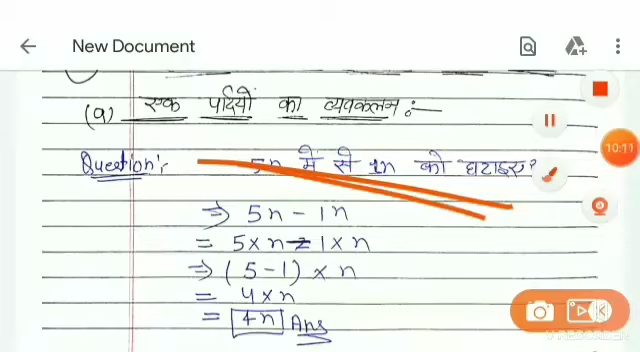 New Document
(a) एक पदियों का व्यवकलन :—
10:11
Question:- 5n में से 1n को घटाइए?
⇒ 5n - 1n
= 5 × n - 1 × n
⇒ (5 - 1) × n
= 4 × n
= 4n Ans
V RECORDER